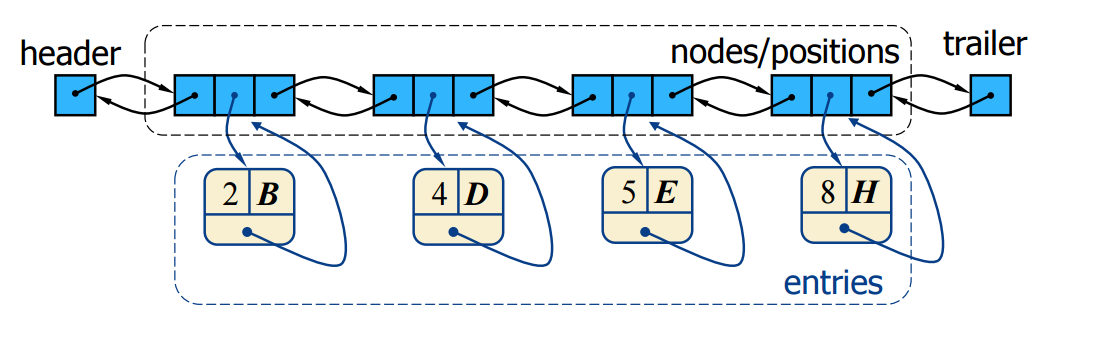 header
nodes/positions
trailer
2 B
4 D
5 E
8 H
entries